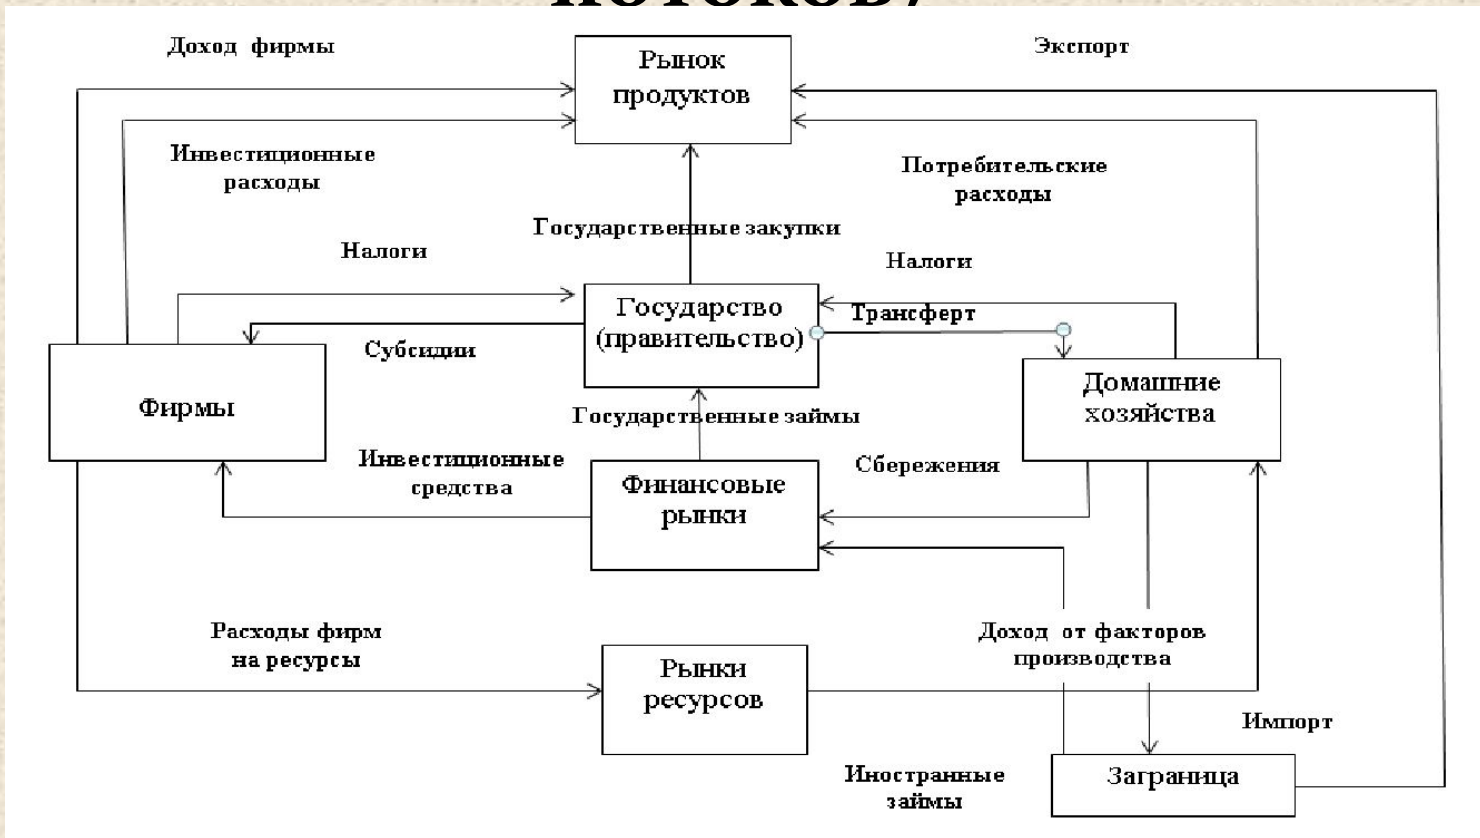 потоков)
Доход фирмы
Рынок
продуктов
Экспорт
Инвестиционные
расходы
Потребительские
расходы
Государственные закупки
Налоги
Налоги
Государство
(правительство)
Трансферт
Субсидии
Фирмы
Домашние
хозяйства
Государственные займы
Инвестиционные
средства
Сбережения
Финансовые
рынки
Расходы фирм
на ресурсы
Доход от факторов
производства
Рынки
ресурсов
Импорт
Иностранные
займы
Заграница